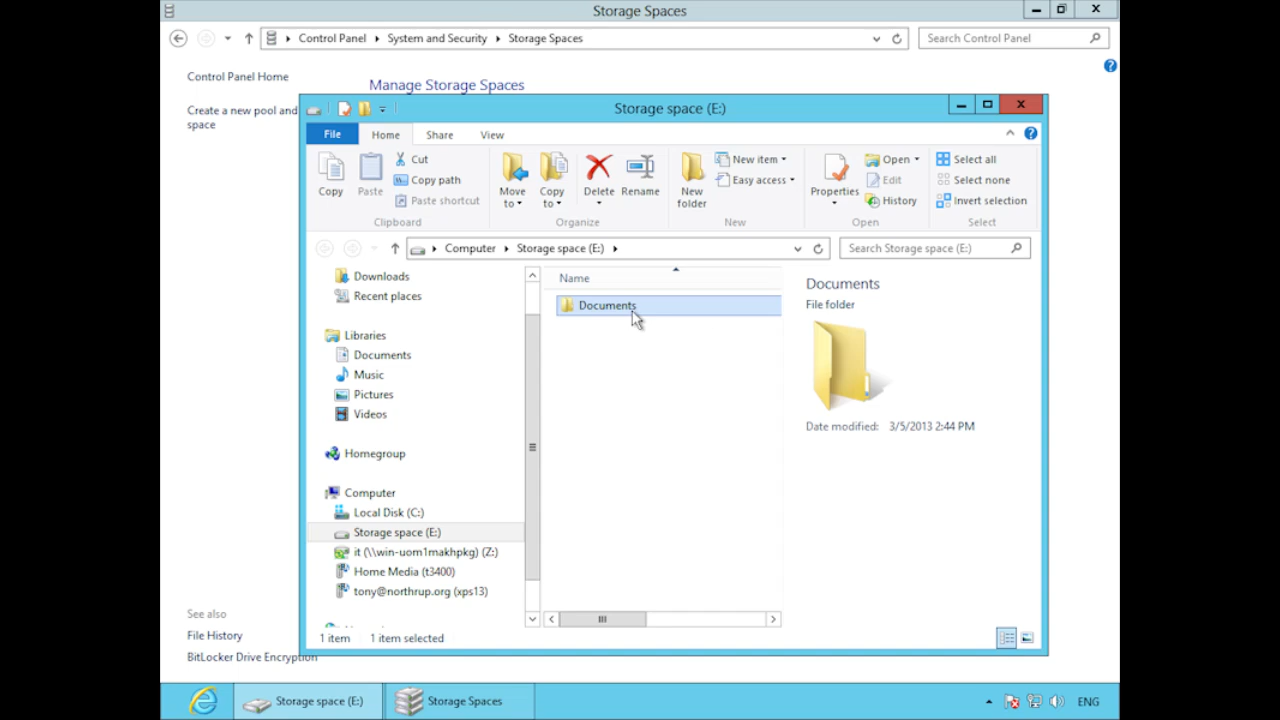 Storage Spaces
Control Panel System and Security Storage Spaces
Search Control Panel
Control Panel Home
Create a new pool and
space
Manage Storage Spaces
Storage space (E:)
File Home Share View
Copy
Paste
Cut
Copy path
Paste shortcut
Clipboard
Move
to
Copy
to
Delete
Rename
Organize
New
folder
New item
Easy access
New
Properties
Open
Edit
History
Open
Select all
Select none
Invert selection
Select
Computer Storage space (E:)
Search Storage space (E:)
Downloads
Recent places
Libraries
Documents
Music
Pictures
Videos
Homegroup
Computer
Local Disk (C:)
Storage space (E:)
it (\\win-uom1makhpkg) (Z:)
Home Media (t3400)
tony@northrup.org (xps13)
Name
Documents
Documents
File folder
Date modified: 3/5/2013 2:44 PM
1 item 1 item selected
See also
File History
BitLocker Drive Encryption
Storage space (E:)
Storage Spaces
ENG